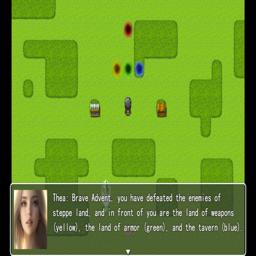 Thea: Brave Advent, you have defeated the enemies of
steppe land, and in front of you are the land of weapons
(yellow), the land of armor (green), and the tavern (blue).